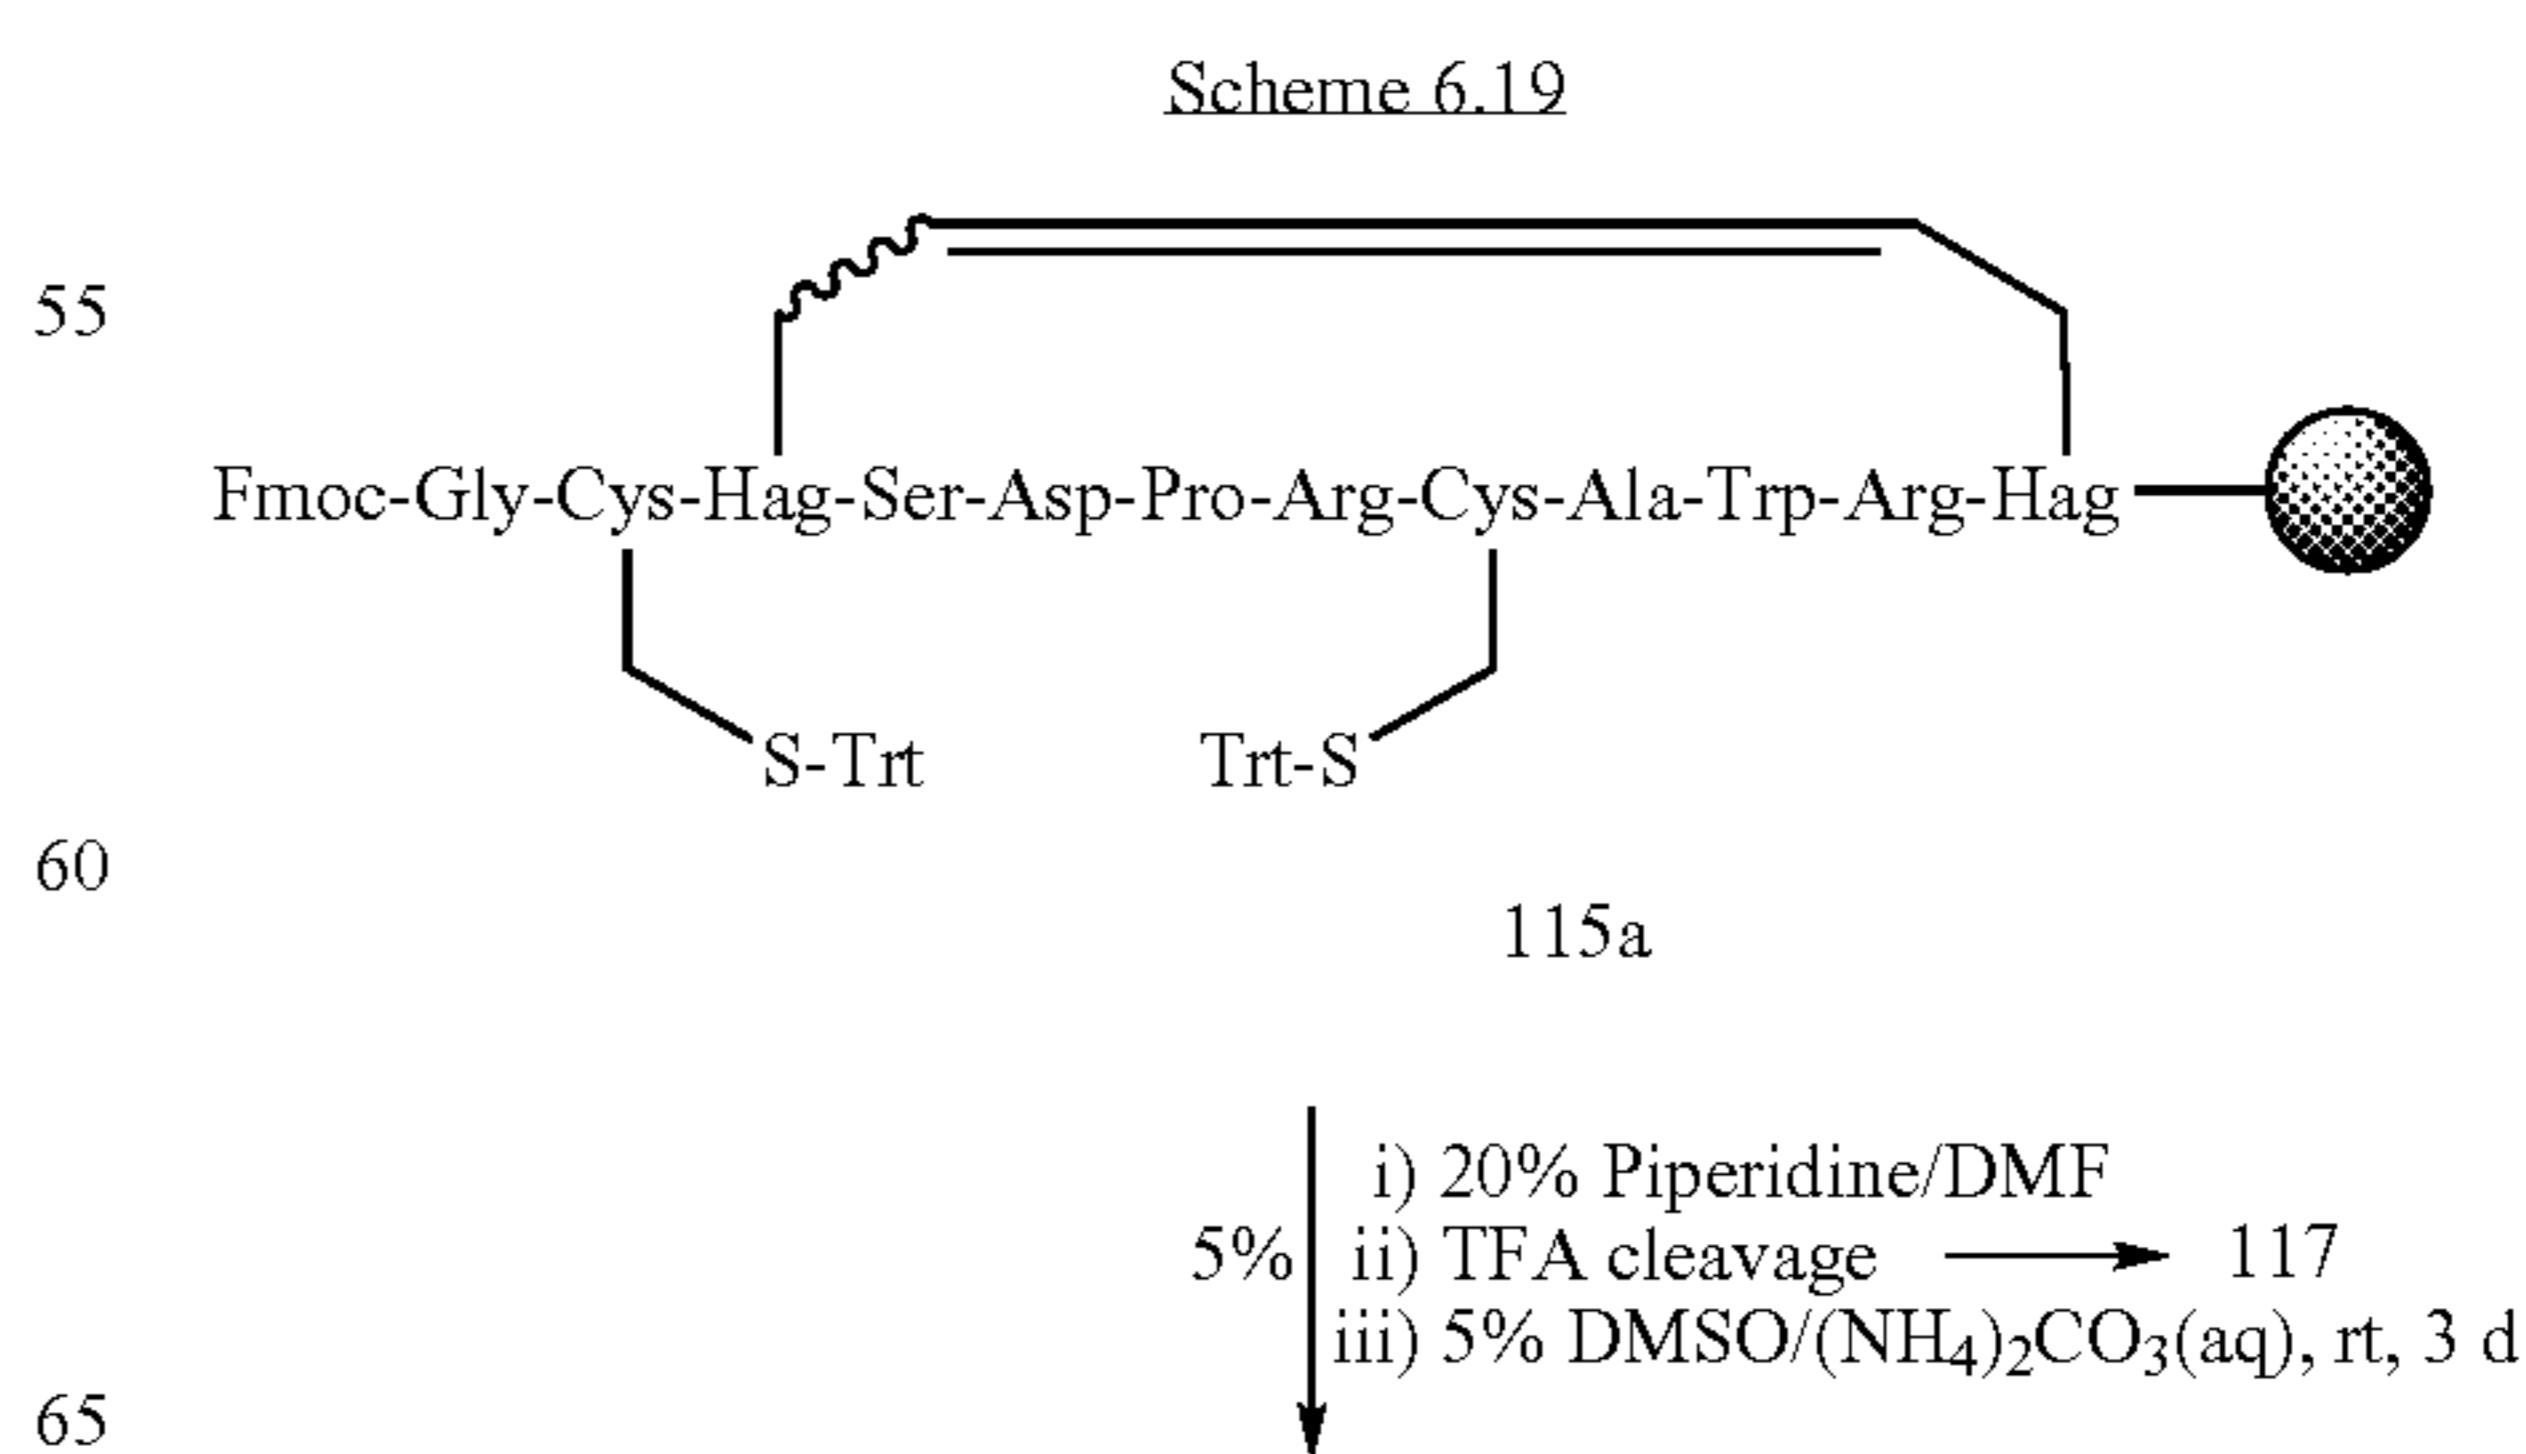 Scheme 6.19
55
Fmoc-Gly-Cys-Hag-Ser-Asp-Pro-Arg-Cys-Ala-Trp-Arg-Hag
S-Trt
Trt-S
60
115a
i) 20% Piperidine/DMF
5%
ii) TFA cleavage
117
iii) 5% DMSO/(NH4)2CO3(aq), rt, 3 d
65